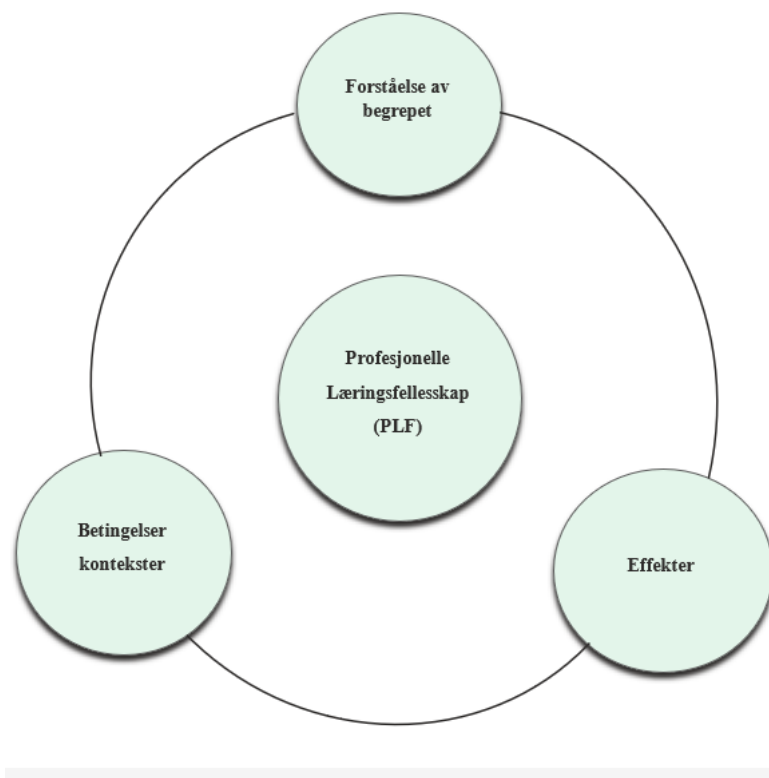 Forståelse av
begrepet
Profesjonelle
Læringsfellesskap
(PLF)
Betingelser
kontekster
Effekter